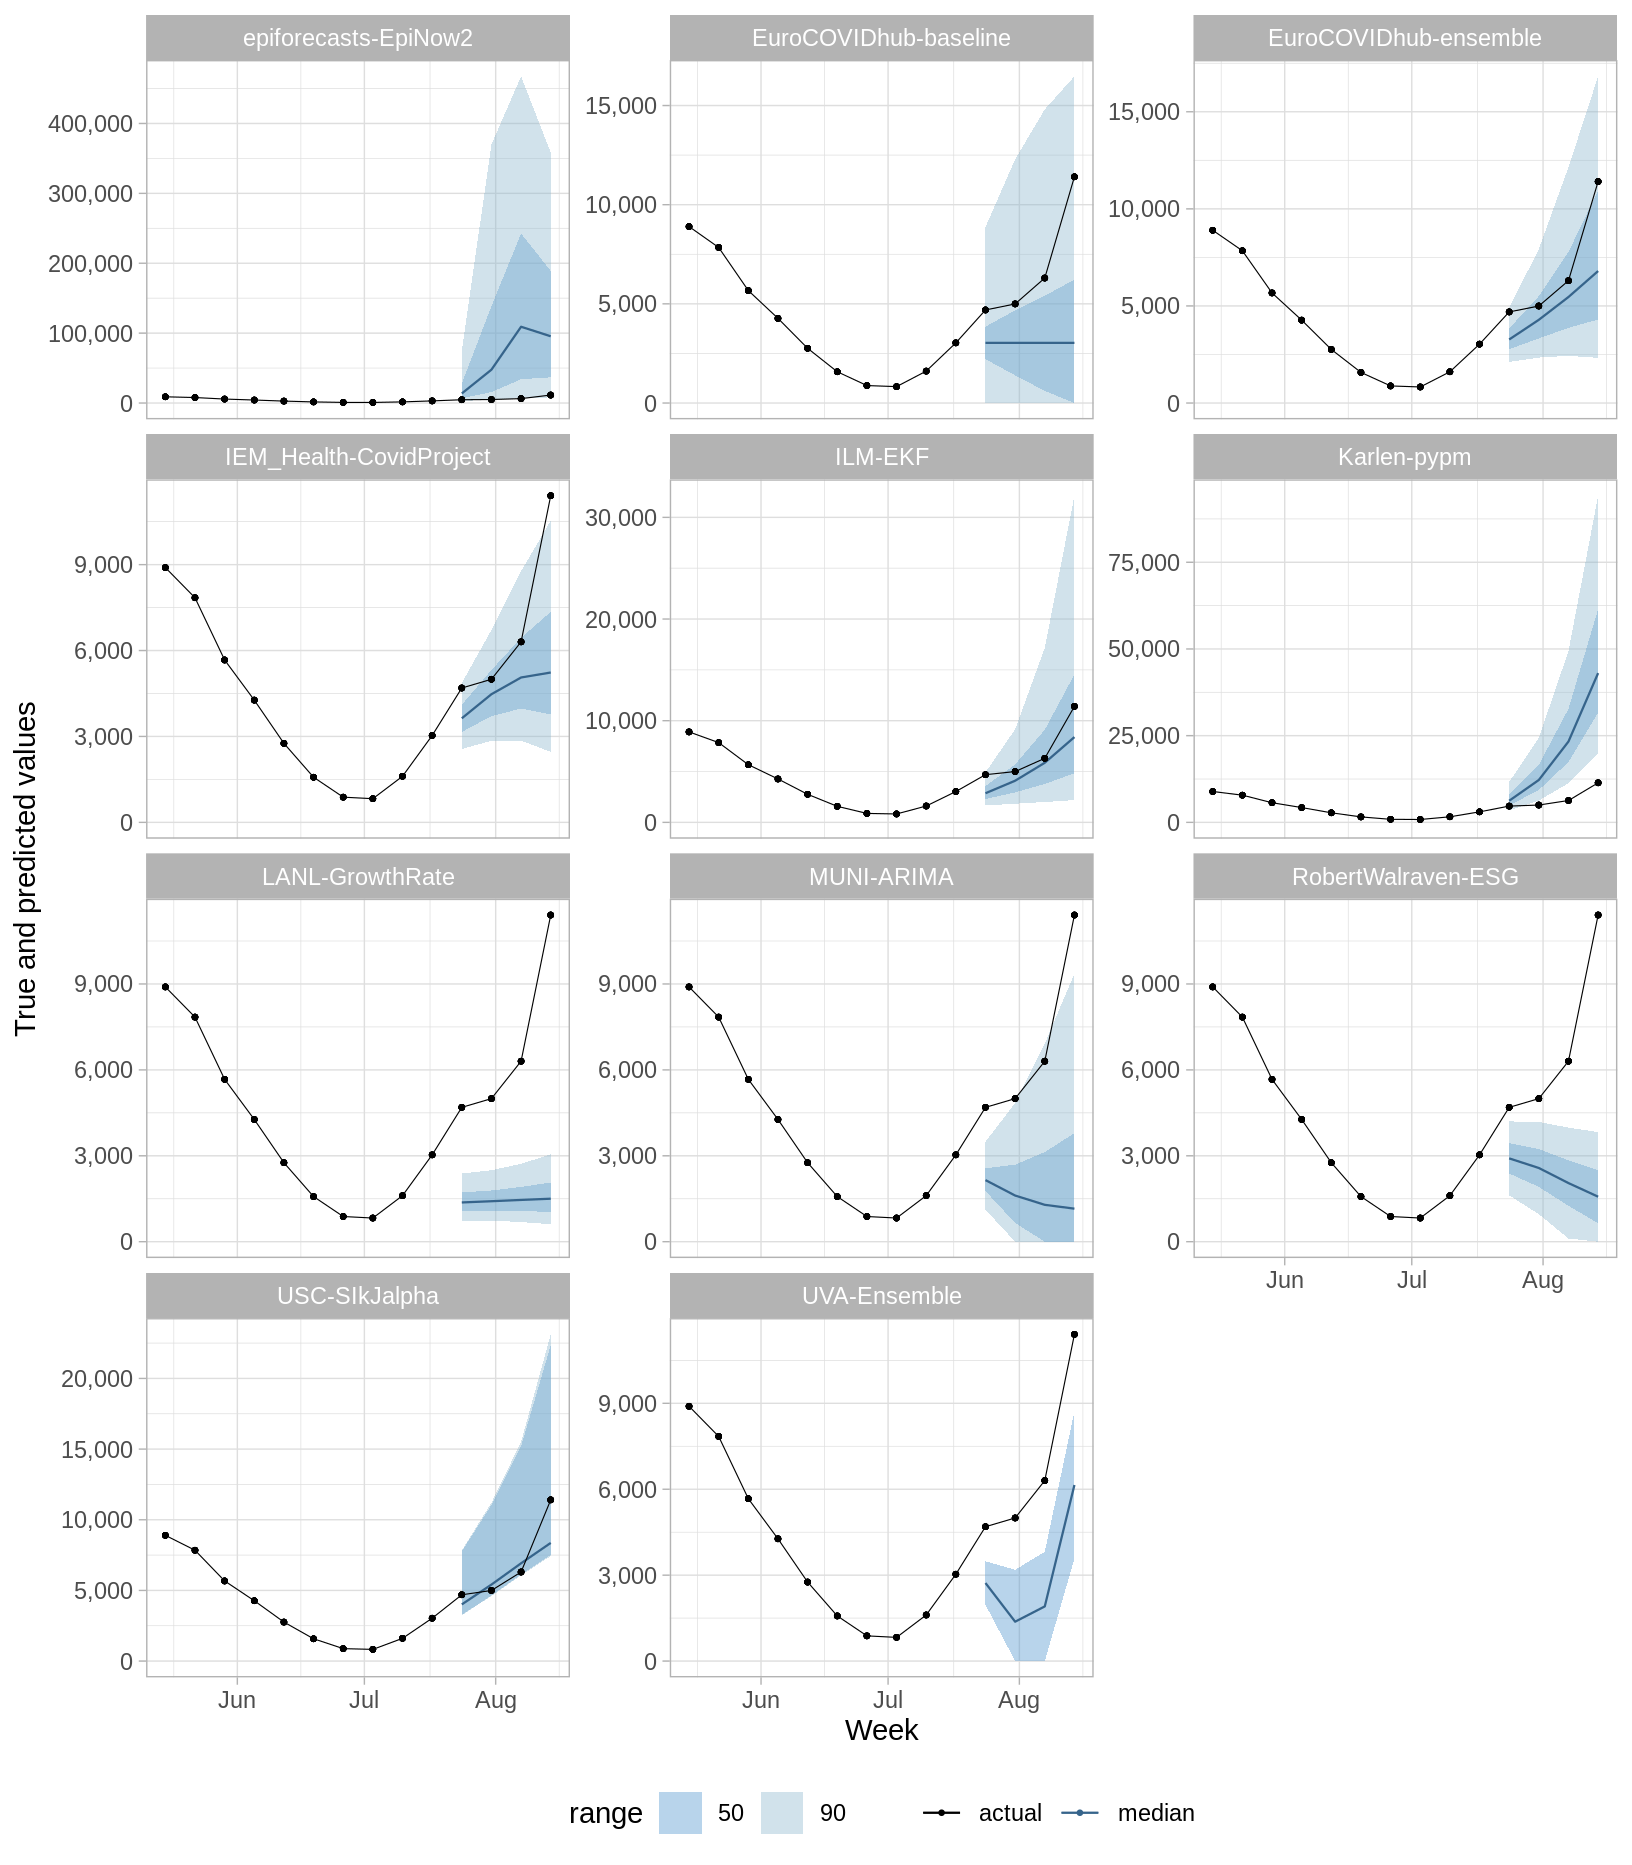 epiforecasts-EpiNow2
EuroCOVIDhub-baseline
EuroCOVIDhub-ensemble
400,000
300,000
200,000
100,000
0
15,000
10,000
5,000
0
15,000
10,000
5,000
0
IEM_Health-CovidProject
ILM-EKF
Karlen-pypm
9,000
6,000
3,000
0
30,000
20,000
10,000
0
75,000
50,000
25,000
0
True and predicted values
LANL-GrowthRate
MUNI-ARIMA
RobertWalraven-ESG
9,000
6,000
3,000
0
9,000
6,000
3,000
0
9,000
6,000
3,000
0
Jun Jul Aug
USC-SIkJalpha
UVA-Ensemble
20,000
15,000
10,000
5,000
0
9,000
6,000
3,000
0
Jun Jul Aug
Jun Jul Aug
Week
range 50 90 actual median